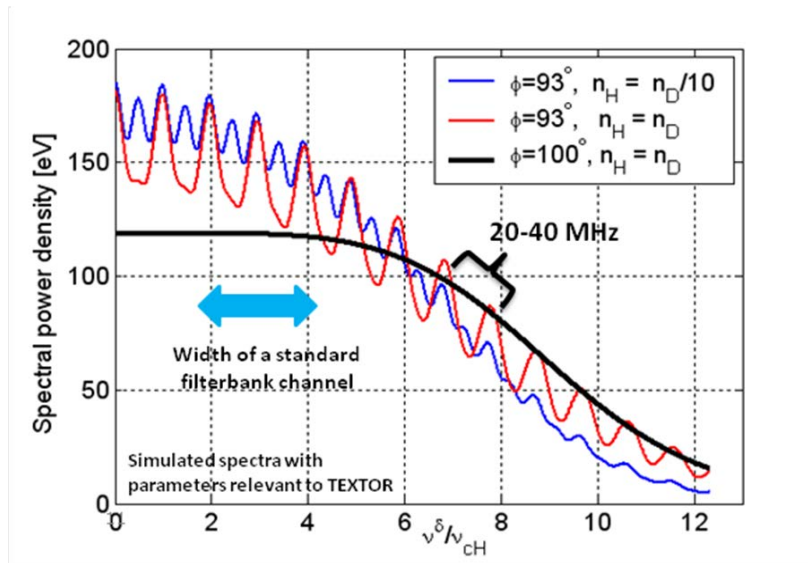 200
150
100
50
0
Spectral power density [eV]
ϕ=93°, n_H = n_D/10
ϕ=93°, n_H = n_D
ϕ=100°, n_H = n_D
20-40 MHz
Width of a standard
filterbank channel
Simulated spectra with
parameters relevant to TEXTOR
0 2 4 6 8 10 12
ν^δ/ν_cH